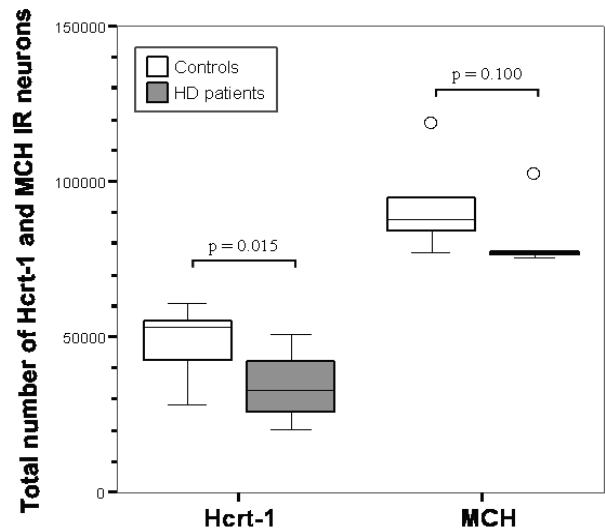 Total number of Hcrt-1 and MCH IR neurons
150000
100000
50000
0
Controls
HD patients
p = 0.015
p = 0.100
Hcrt-1
MCH